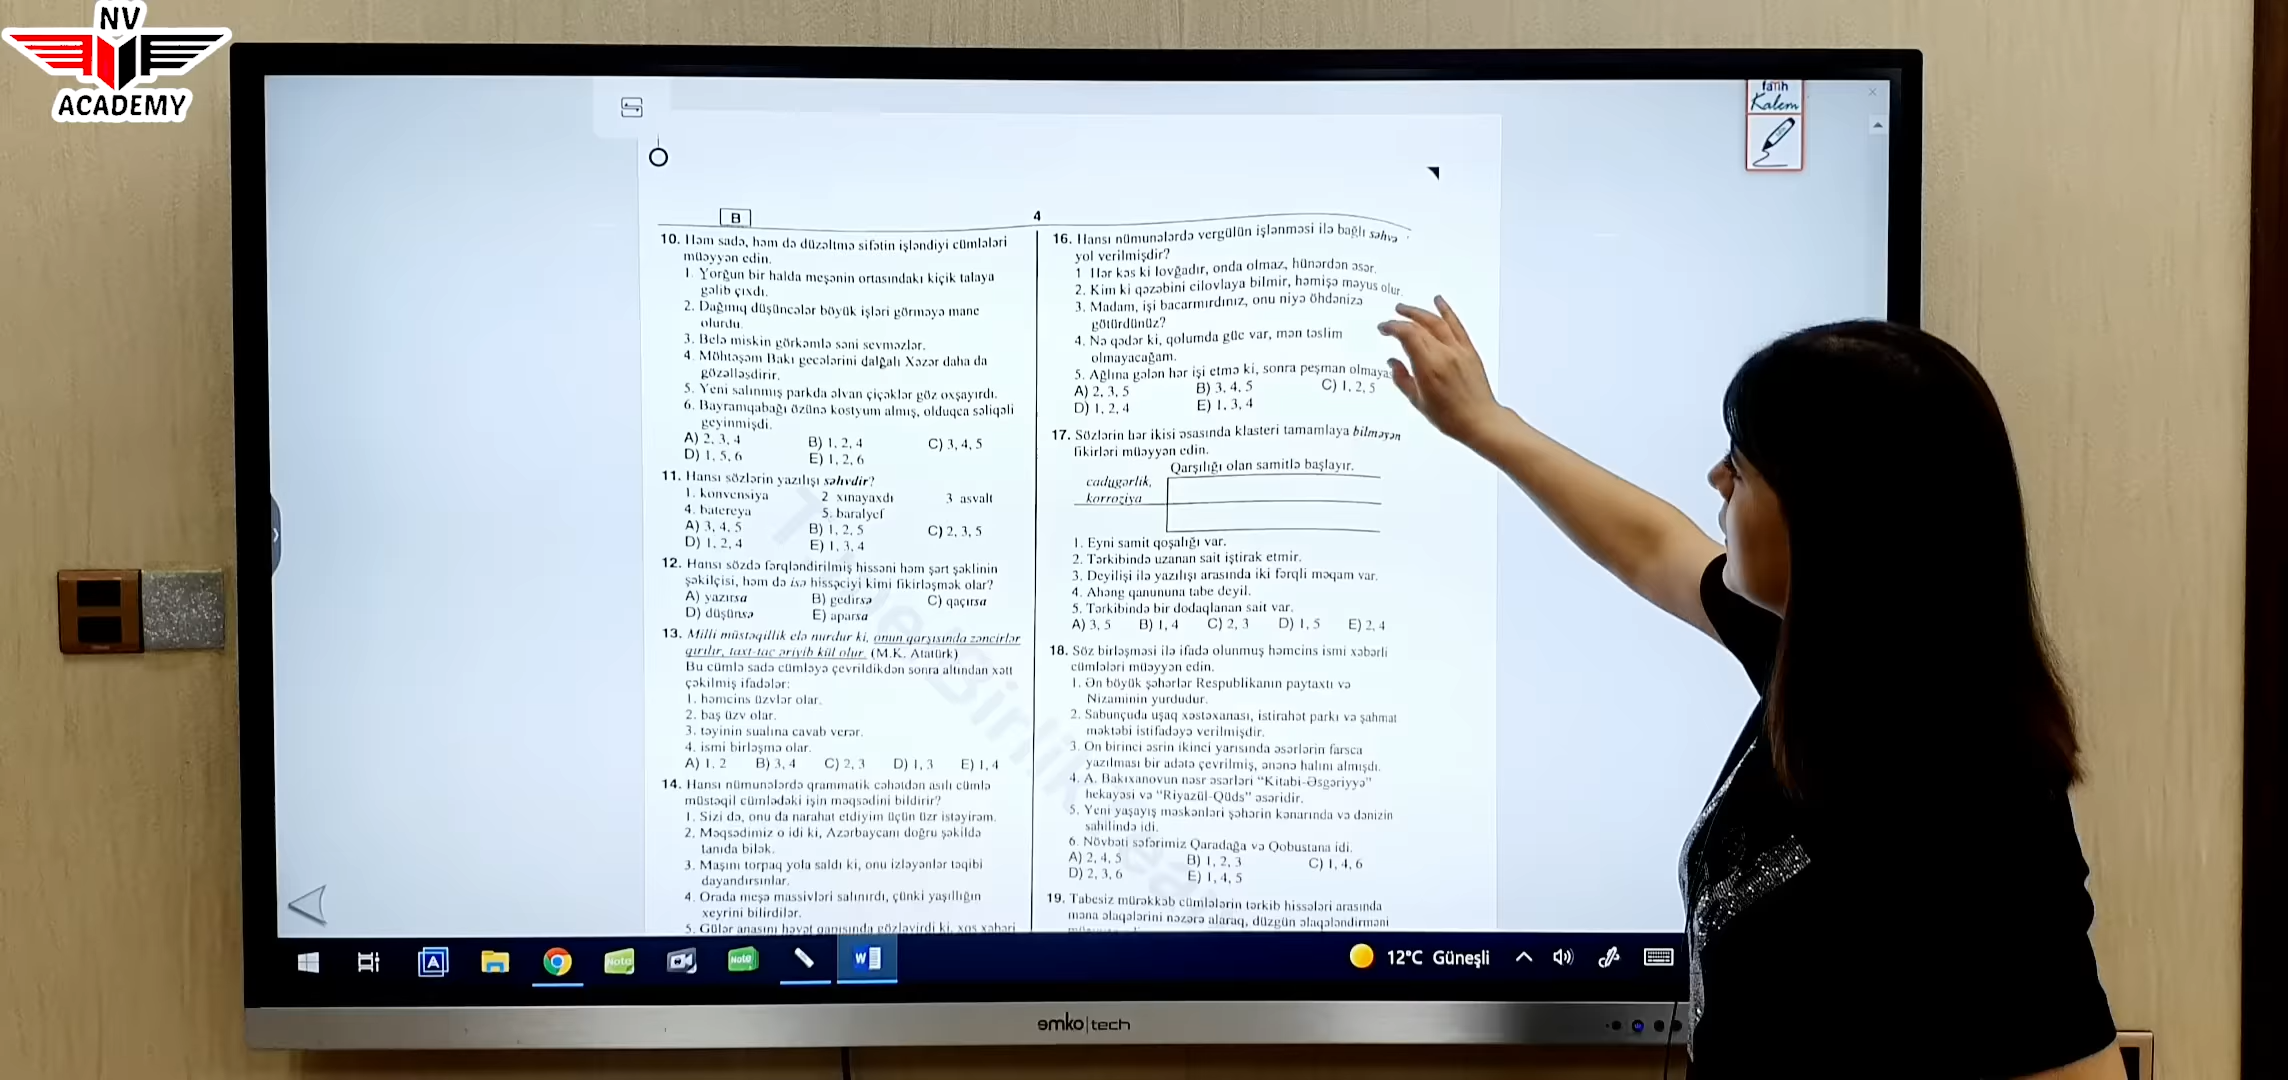 NV
ACADEMY
fatih
Kalem
B
4
10. Həm sadə, həm də düzəltmə sifətin işləndiyi cümlələri
müəyyən edin.
1. Yorğun bir halda meşənin ortasındakı kiçik talaya
gəlib çıxdı.
2. Dağınıq düşüncələr böyük işləri görməyə mane
olurdu.
3. Belə miskin görkəmlə səni sevməzlər.
4. Möhtəşəm Bakı gecələrini dalğalı Xəzər daha da
gözəlləşdirir.
5. Yeni salınmış parkda əlvan çiçəklər göz oxşayırdı.
6. Bayramqabağı özünə kostyum almış, olduqca səliqəli
geyinmişdi.
A) 2, 3, 4 B) 1, 2, 4 C) 3, 4, 5
D) 1, 5, 6 E) 1, 2, 6
11. Hansı sözlərin yazılışı səhvdir?
1. konvensiya 2 xınayaxdı 3 asvalt
4. batereya 5. baralyef
A) 3, 4, 5 B) 1, 2, 5 C) 2, 3, 5
D) 1, 2, 4 E) 1, 3, 4
12. Hansı sözdə fərqləndirilmiş hissəni həm şərt şəklinin
şəkilçisi, həm də isə hissəciyi kimi fikirləşmək olar?
A) yazırsa B) gedirsə C) qaçırsa
D) düşünsə E) aparsa
13. Milli müstəqillik elə nurdur ki, onun qarşısında zəncirlər
qırılır, taxt-tac əriyib kül olur. (M.K. Atatürk)
Bu cümlə sadə cümləyə çevrildikdən sonra altından xətt
çəkilmiş ifadələr:
1. həmcins üzvlər olar.
2. baş üzv olar.
3. təyinin sualına cavab verər.
4. ismi birləşmə olar.
A) 1, 2 B) 3, 4 C) 2, 3 D) 1, 3 E) 1, 4
14. Hansı nümunələrdə qrammatik cəhətdən asılı cümlə
müstəqil cümlədəki işin məqsədini bildirir?
1. Sizi də, onu da narahat etdiyim üçün üzr istəyirəm.
2. Məqsədimiz o idi ki, Azərbaycanı doğru şəkildə
tanıda bilək.
3. Maşını torpaq yola saldı ki, onu izləyənlər təqibi
dayandırsınlar.
4. Orada meşə massivləri salınırdı, çünki yaşıllığın
xeyrini bilirdilər.
5. Gülər anasını həyət qapısında gözləyirdi ki, xoş xəbəri
16. Hansı nümunələrdə vergülün işlənməsi ilə bağlı səhvə
yol verilmişdir?
1 Hər kəs ki lovğadır, onda olmaz, hünərdən əsər.
2. Kim ki qəzəbini cilovlaya bilmir, həmişə məyus olur.
3. Madam, işi bacarmırdınız, onu niyə öhdənizə
götürdünüz?
4. Nə qədər ki, qolumda güc var, mən təslim
olmayacağam.
5. Ağlına gələn hər işi etmə ki, sonra peşman olmayas
A) 2, 3, 5 B) 3, 4, 5 C) 1, 2, 5
D) 1, 2, 4 E) 1, 3, 4
17. Sözlərin hər ikisi əsasında klasteri tamamlaya bilməyən
fikirləri müəyyən edin.
Qarşılığı olan samitlə başlayır.
cadugərlik,
korroziya
1. Eyni samit qoşalığı var.
2. Tərkibində uzanan sait iştirak etmir.
3. Deyilişi ilə yazılışı arasında iki fərqli məqam var.
4. Ahəng qanununa tabe deyil.
5. Tərkibində bir dodaqlanan sait var.
A) 3, 5 B) 1, 4 C) 2, 3 D) 1, 5 E) 2, 4
18. Söz birləşməsi ilə ifadə olunmuş həmcins ismi xəbərli
cümlələri müəyyən edin.
1. Ən böyük şəhərlər Respublikanın paytaxtı və
Nizaminin yurdudur.
2. Sabunçuda uşaq xəstəxanası, istirahət parkı və şahmat
məktəbi istifadəyə verilmişdir.
3. On birinci əsrin ikinci yarısında əsərlərin farsca
yazılması bir adətə çevrilmiş, ənənə halını almışdı.
4. A. Bakıxanovun nəsr əsərləri “Kitabi-Əsgəriyyə”
hekayəsi və “Riyazül-Qüds” əsəridir.
5. Yeni yaşayış məskənləri şəhərin kənarında və dənizin
sahilində idi.
6. Növbəti səfərimiz Qaradağa və Qobustana idi.
A) 2, 4, 5 B) 1, 2, 3 C) 1, 4, 6
D) 2, 3, 6 E) 1, 4, 5
19. Tabesiz mürəkkəb cümlələrin tərkib hissələri arasında
məna əlaqələrini nəzərə alaraq, düzgün əlaqələndirməni
A
Note
Note
W
12°C Güneşli
emko|tech